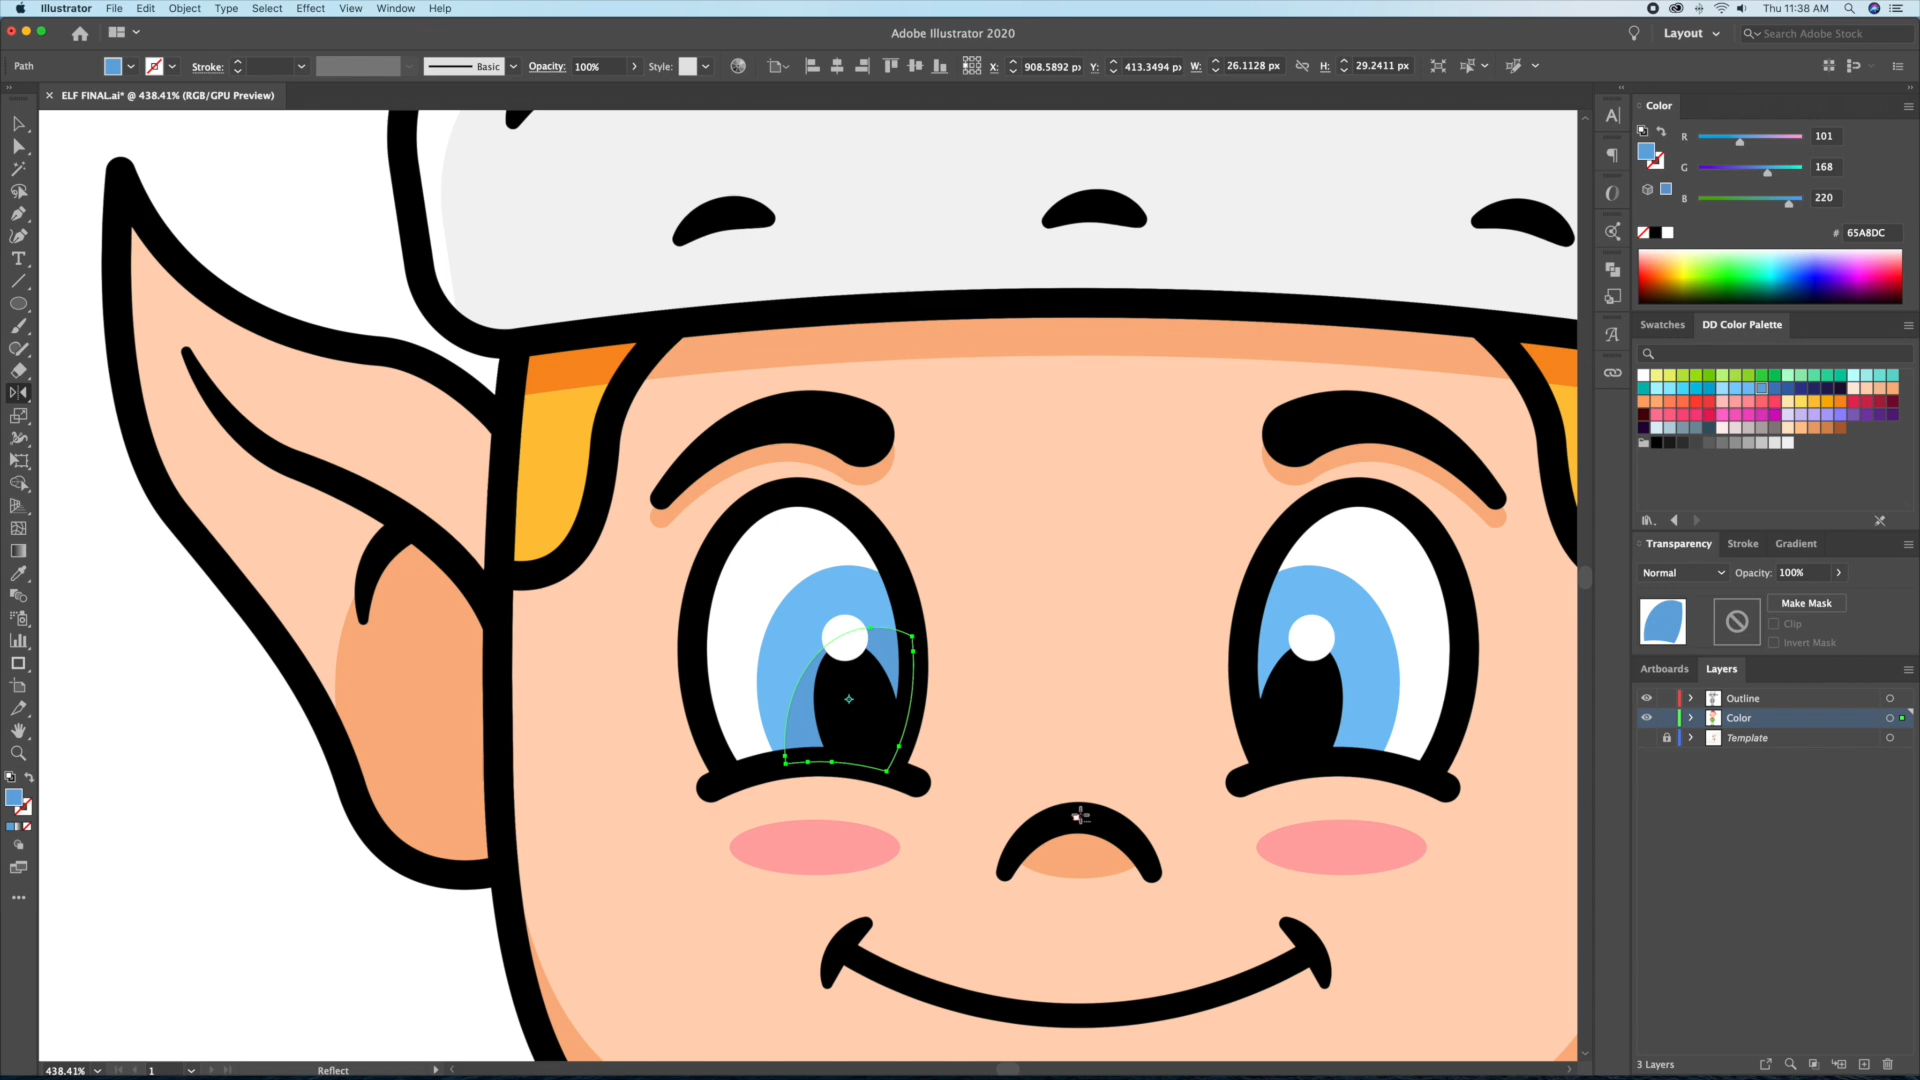 Illustrator File Edit Object Type Select Effect View Window Help Thu 11:38 AM
Adobe Illustrator 2020 Layout Search Adobe Stock
Path Stroke: Basic Opacity: 100% Style: X: 908.5892 px Y: 413.3494 px W: 26.1128 px H: 29.2411 px
ELF FINAL.ai* @ 438.41% (RGB/GPU Preview)
Color
R 101
G 168
B 220
# 65A8DC
Swatches DD Color Palette
Transparency Stroke Gradient
Normal Opacity: 100%
Make Mask
Clip
Invert Mask
Artboards Layers
Outline
Color
Template
438.41% 1 Reflect 3 Layers